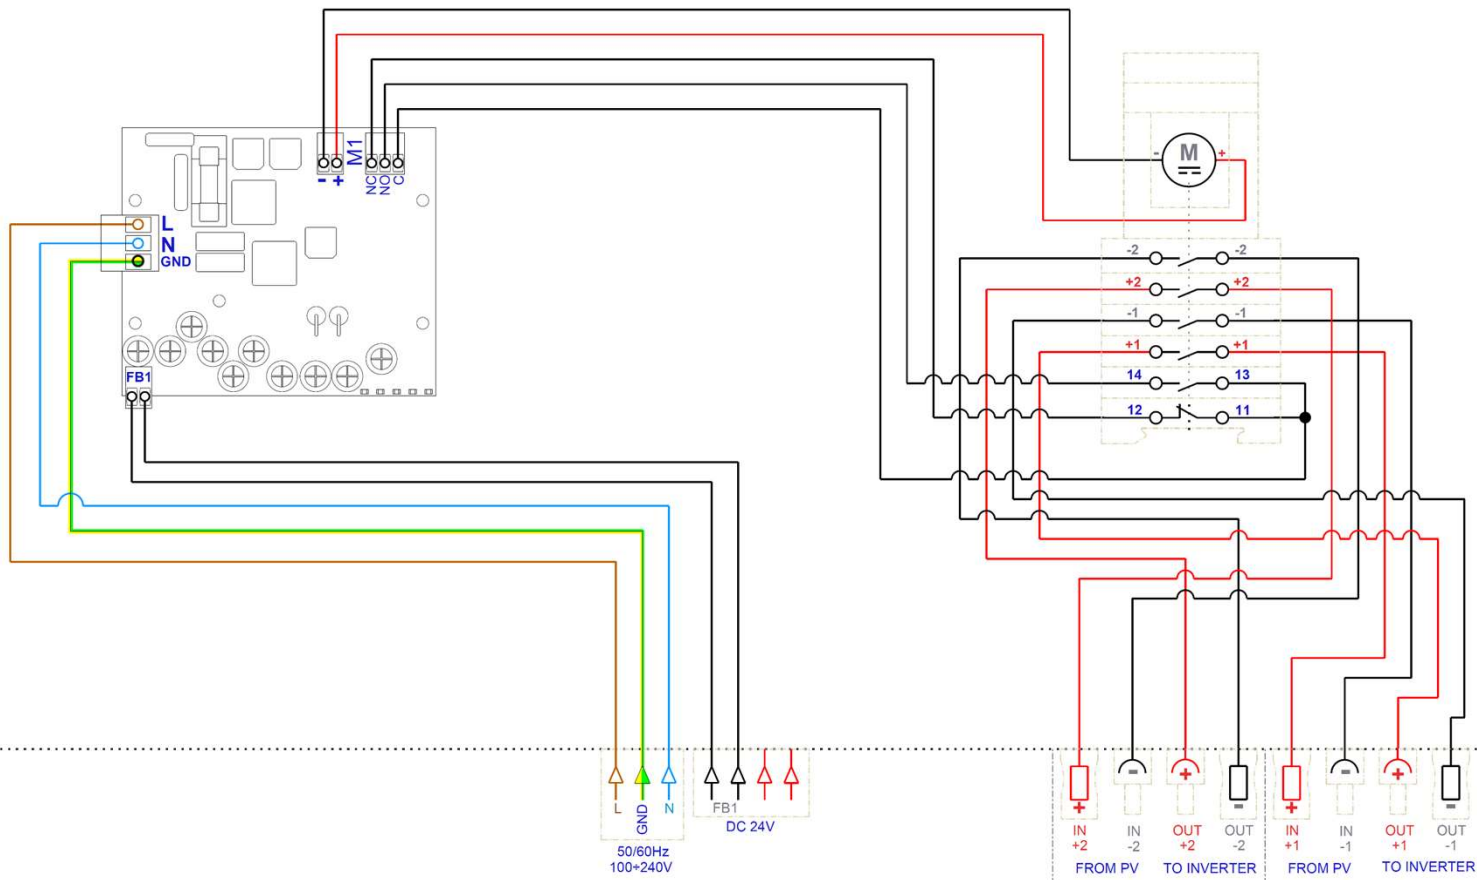 - + M1 NC NO C
L
N
GND
FB1
- M +
-2 -2
+2 +2
-1 -1
+1 +1
14 13
12 11
L GND N
50/60Hz
100÷240V
FB1
DC 24V
+ - + - + - + -
IN IN OUT OUT IN IN OUT OUT
+2 -2 +2 -2 +1 -1 +1 -1
FROM PV TO INVERTER FROM PV TO INVERTER